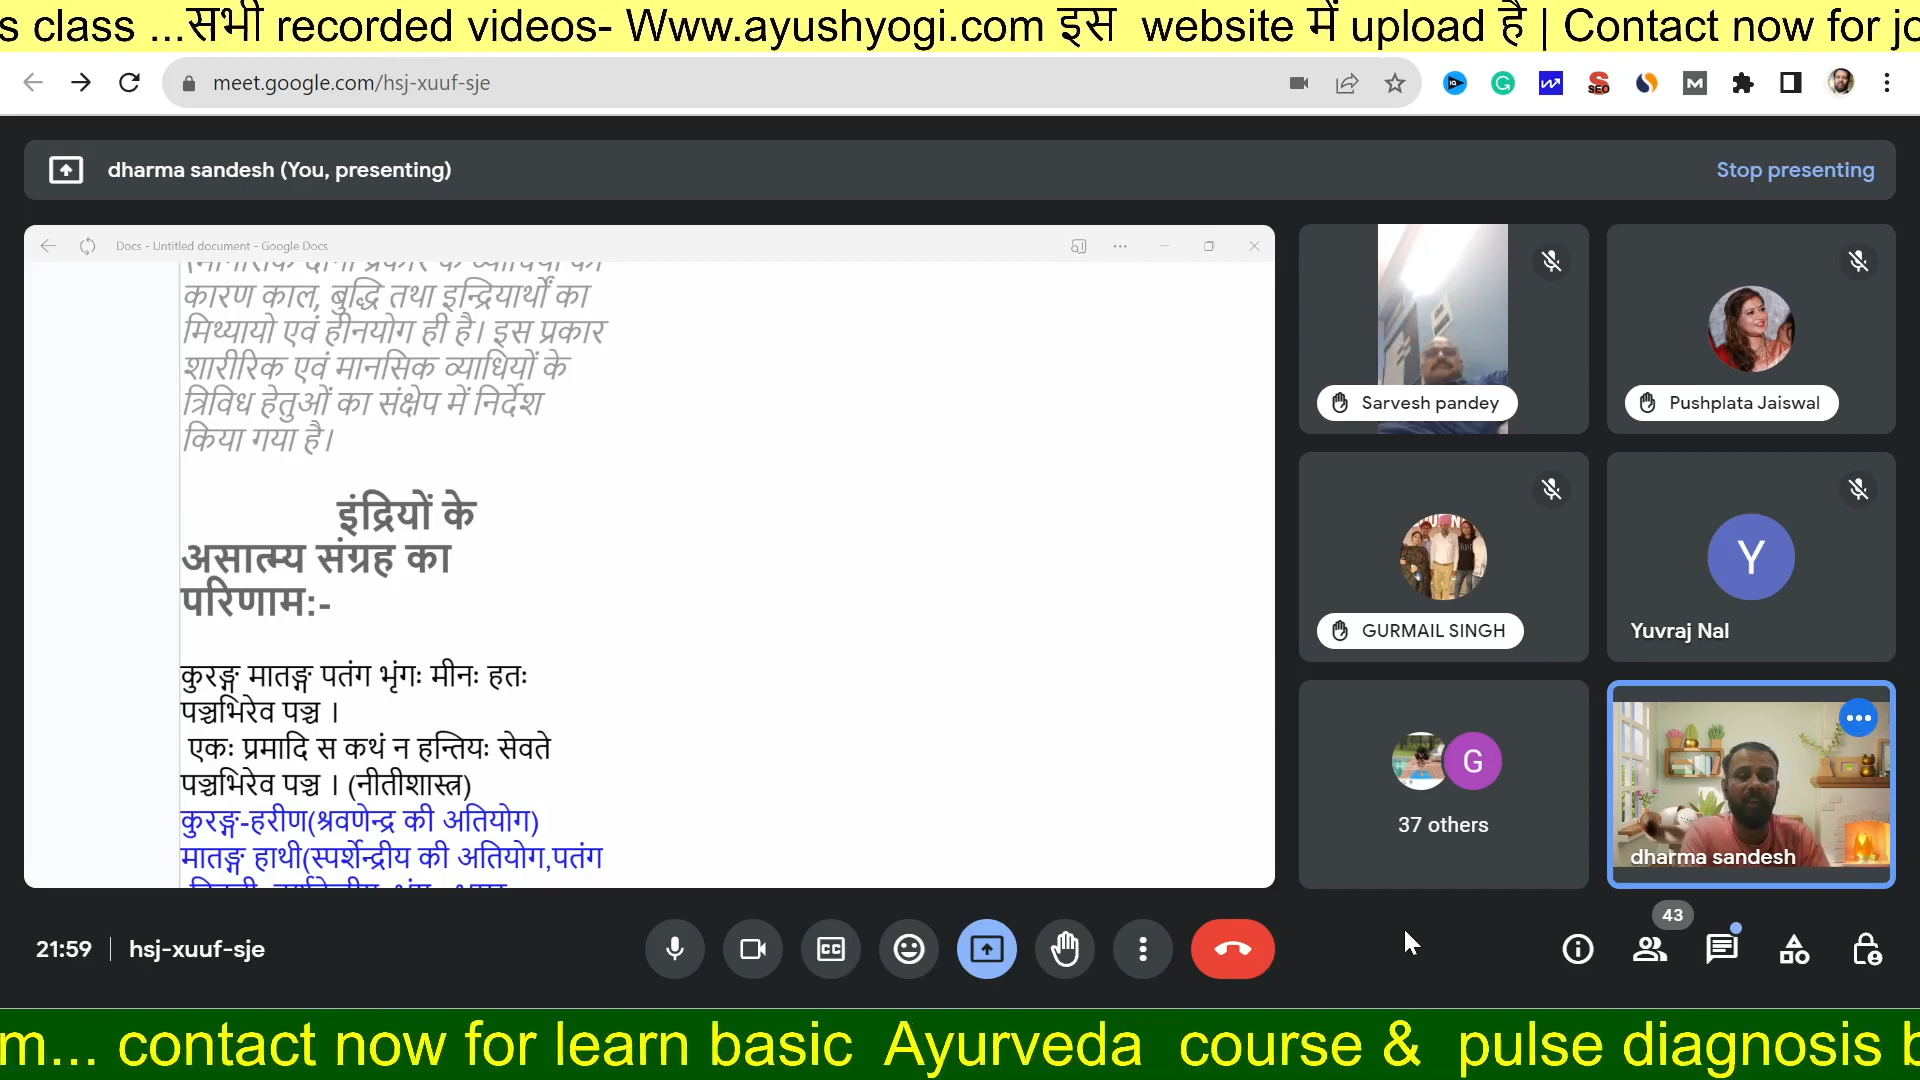 s class ...सभी recorded videos- Www.ayushyogi.com इस website में upload है | Contact now for jo
meet.google.com/hsj-xuuf-sje
dharma sandesh (You, presenting)
Stop presenting
Docs - Untitled document - Google Docs
कारण काल, बुद्धि तथा इन्द्रियार्थों का
मिथ्यायो एवं हीनयोग ही है। इस प्रकार
शारीरिक एवं मानसिक व्याधियों के
त्रिविध हेतुओं का संक्षेप में निर्देश
किया गया है।
इंद्रियों के
असात्म्य संग्रह का
परिणाम:-
कुरङ्ग मातङ्ग पतंग भृंगः मीनः हतः
पञ्चभिरेव पञ्च ।
एकः प्रमादि स कथं न हन्तियः सेवते
पञ्चभिरेव पञ्च । (नीतीशास्त्र)
कुरङ्ग-हरीण(श्रवणेन्द्र की अतियोग)
मातङ्ग हाथी(स्पर्शेन्द्रीय की अतियोग,पतंग
Sarvesh pandey
Pushplata Jaiswal
GURMAIL SINGH
Y
Yuvraj Nal
G
37 others
dharma sandesh
21:59 | hsj-xuuf-sje
43
m... contact now for learn basic Ayurveda course & pulse diagnosis b